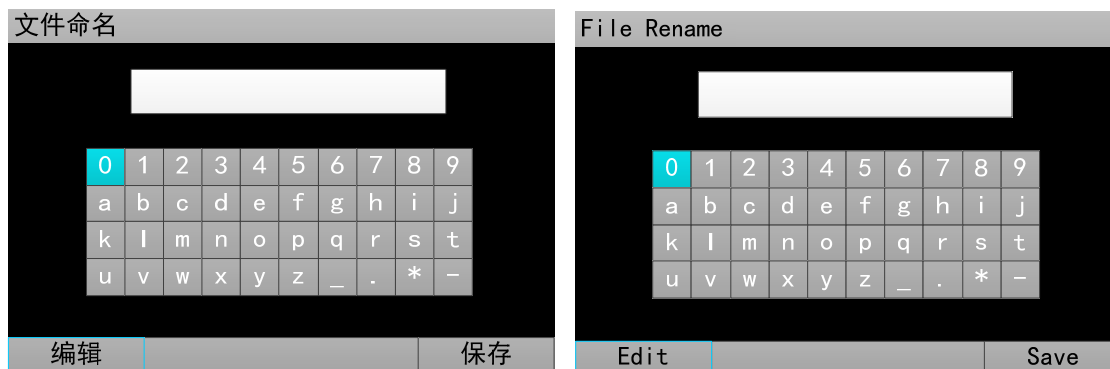 文件命名
0 1 2 3 4 5 6 7 8 9
a b c d e f g h i j
k l m n o p q r s t
u v w x y z _ . * -
编辑 保存
File Rename
0 1 2 3 4 5 6 7 8 9
a b c d e f g h i j
k l m n o p q r s t
u v w x y z _ . * -
Edit Save